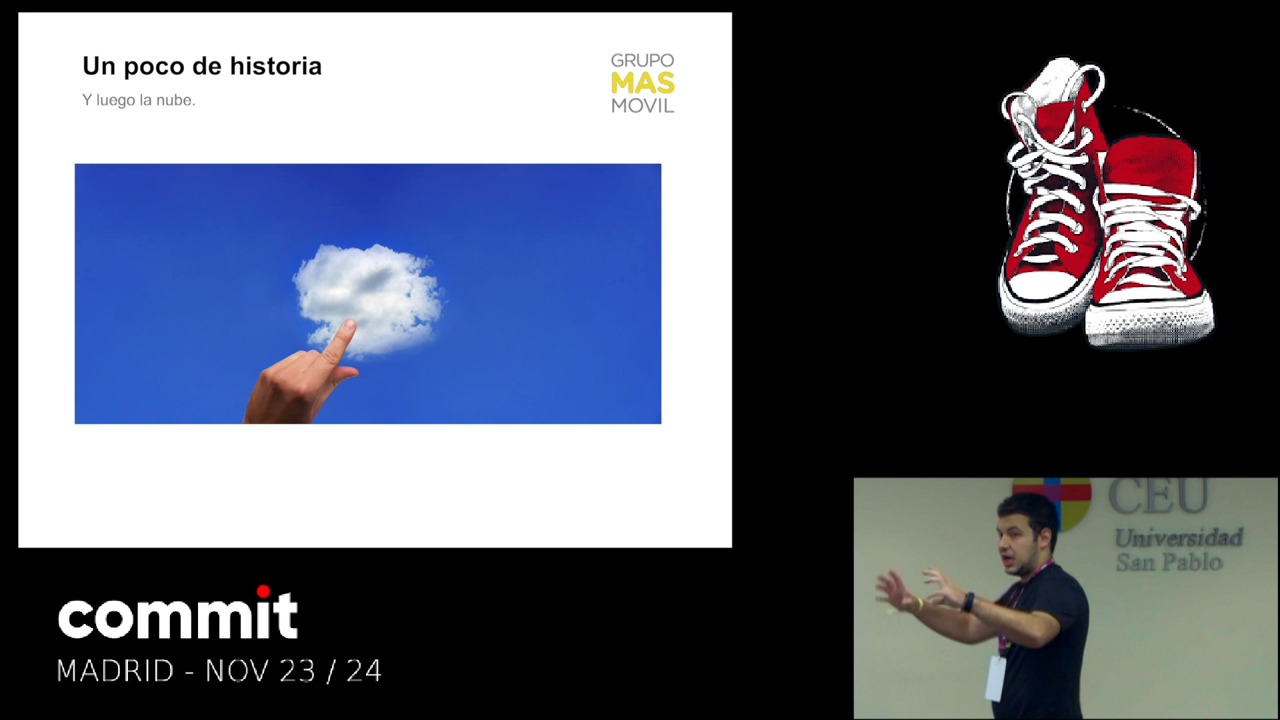 Un poco de historia
Y luego la nube.
GRUPO
MAS
MOVIL
CEU
Universidad
San Pablo
commit
MADRID - NOV 23 / 24